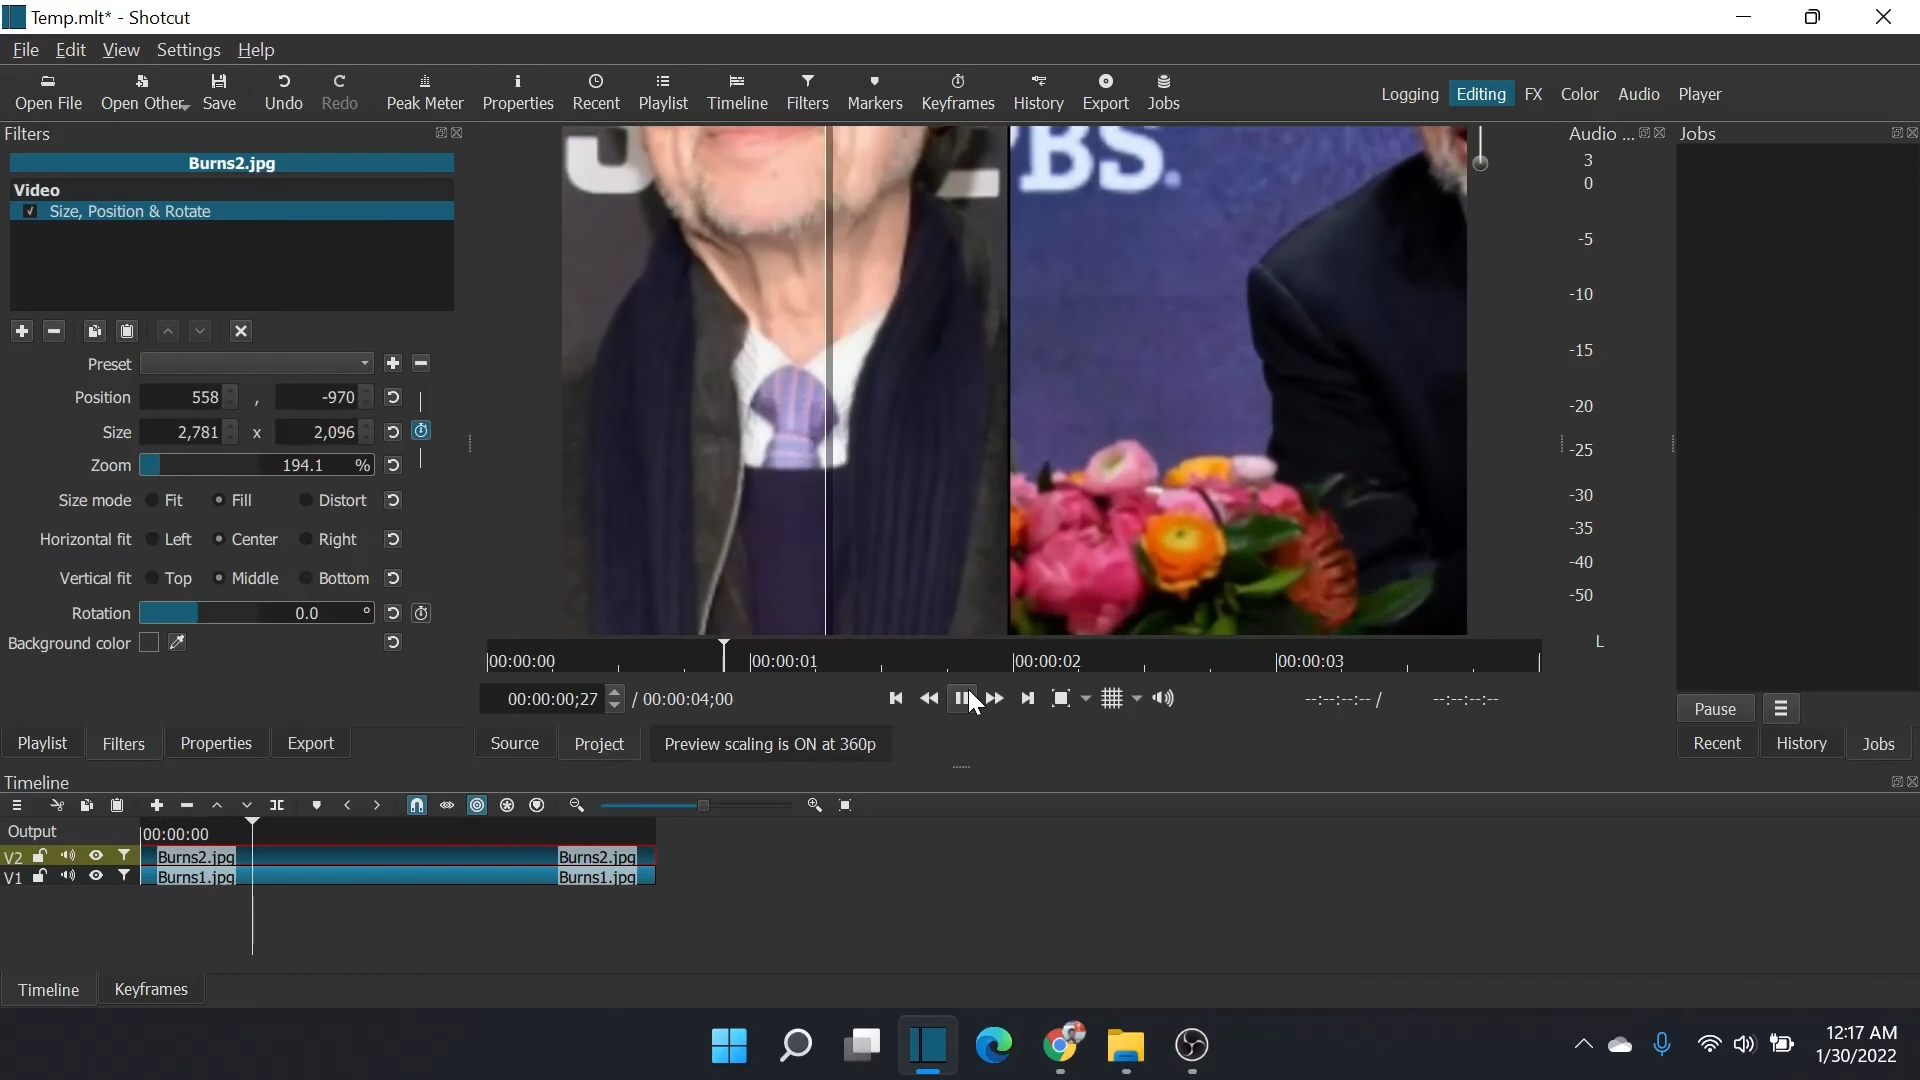 Temp.mlt* - Shotcut
File Edit View Settings Help
Open File Open Other Save Undo Redo Peak Meter Properties Recent Playlist Timeline Filters Markers Keyframes History Export Jobs Logging Editing FX Color Audio Player
Filters
Burns2.jpg
Video
Size, Position & Rotate
Preset
Position 558 , -970
Size 2,781 x 2,096
Zoom 194.1 %
Size mode Fit Fill Distort
Horizontal fit Left Center Right
Vertical fit Top Middle Bottom
Rotation 0.0 °
Background color
PBS.
00:00:00 00:00:01 00:00:02 00:00:03
00:00:00;27 / 00:00:04;00 --:--:--:-- / --:--:--:--
Playlist Filters Properties Export
Source Project Preview scaling is ON at 360p
Audio ...
3
0
-5
-10
-15
-20
-25
-30
-35
-40
-50
L
Jobs
Pause
Recent History Jobs
Timeline
Output 00:00:00
V2 Burns2.jpg Burns2.jpg
V1 Burns1.jpg Burns1.jpg
Timeline Keyframes
12:17 AM
1/30/2022